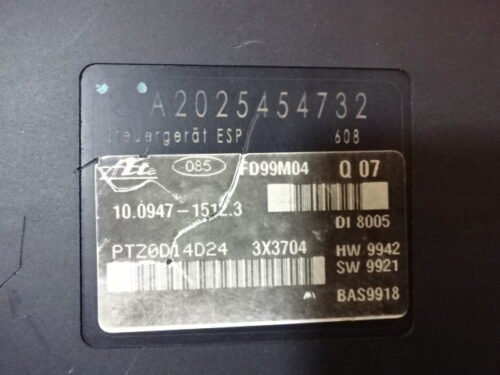 A2025454732
Steuergerät ESP 608
Ate 085 FD99M04 Q 07
10.0947-1512.3 DI 8005
PTZ0D14D24 3X3704 HW 9942
SW 9921
BAS9918